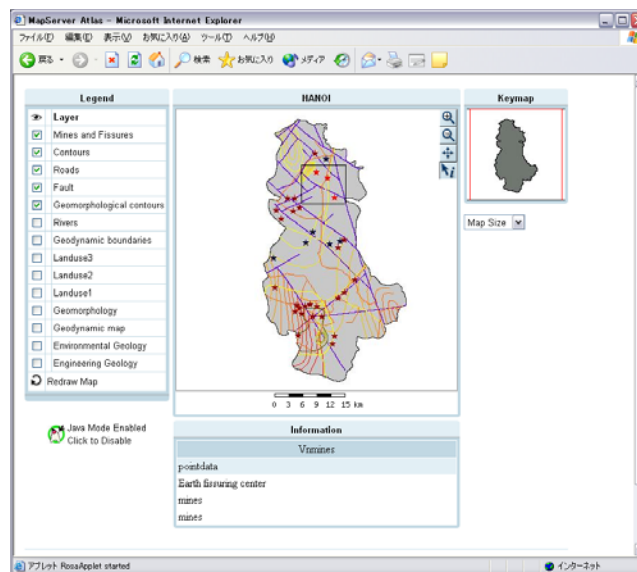 MapServer Atlas - Microsoft Internet Explorer
ファイル(F) 編集(E) 表示(V) お気に入り(A) ツール(T) ヘルプ(H)
戻る 検索 お気に入り メディア
Legend
Layer
Mines and Fissures
Contours
Roads
Fault
Geomorphological contours
Rivers
Geodynamic boundaries
Landuse3
Landuse2
Landuse1
Geomorphology
Geodynamic map
Environmental Geology
Engineering Geology
Redraw Map
Java Mode Enabled
Click to Disable
HANOI
0 3 6 9 12 15 km
Information
Vnmines
pointdata
Earth fissuring center
mines
mines
Keymap
Map Size
アプレット RosaApplet started
インターネット